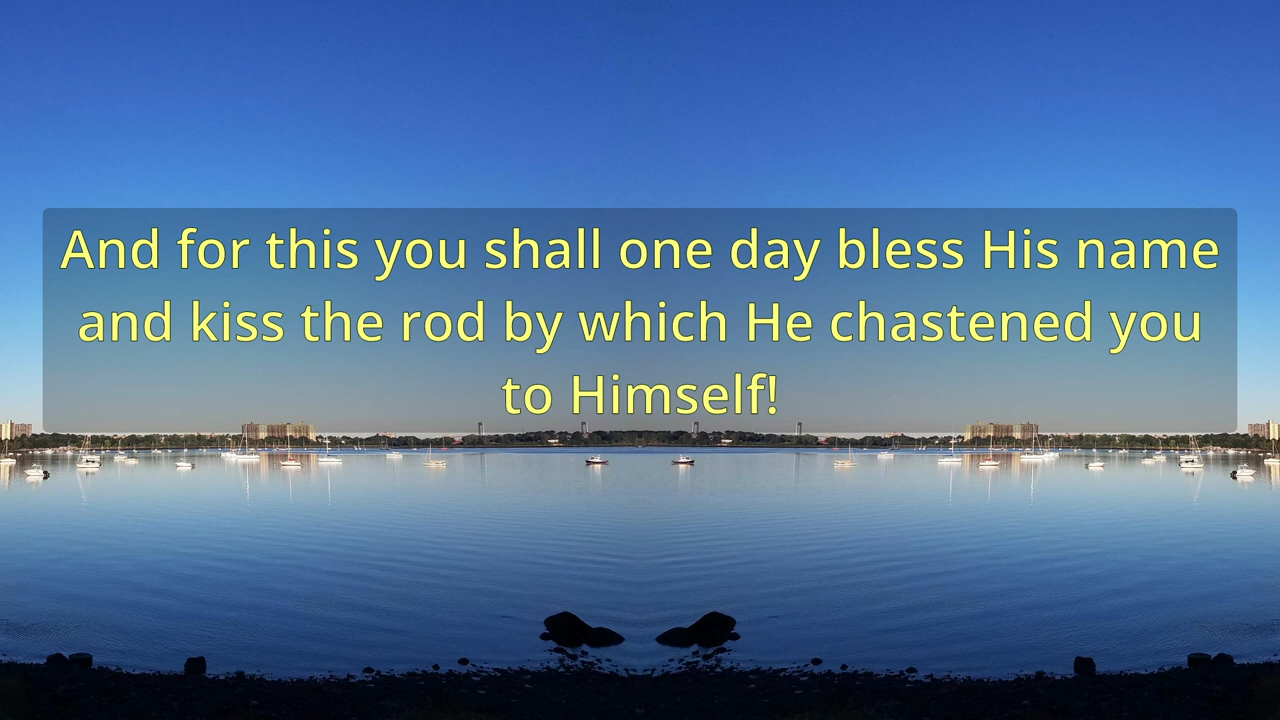 And for this you shall one day bless His name
and kiss the rod by which He chastened you
to Himself!